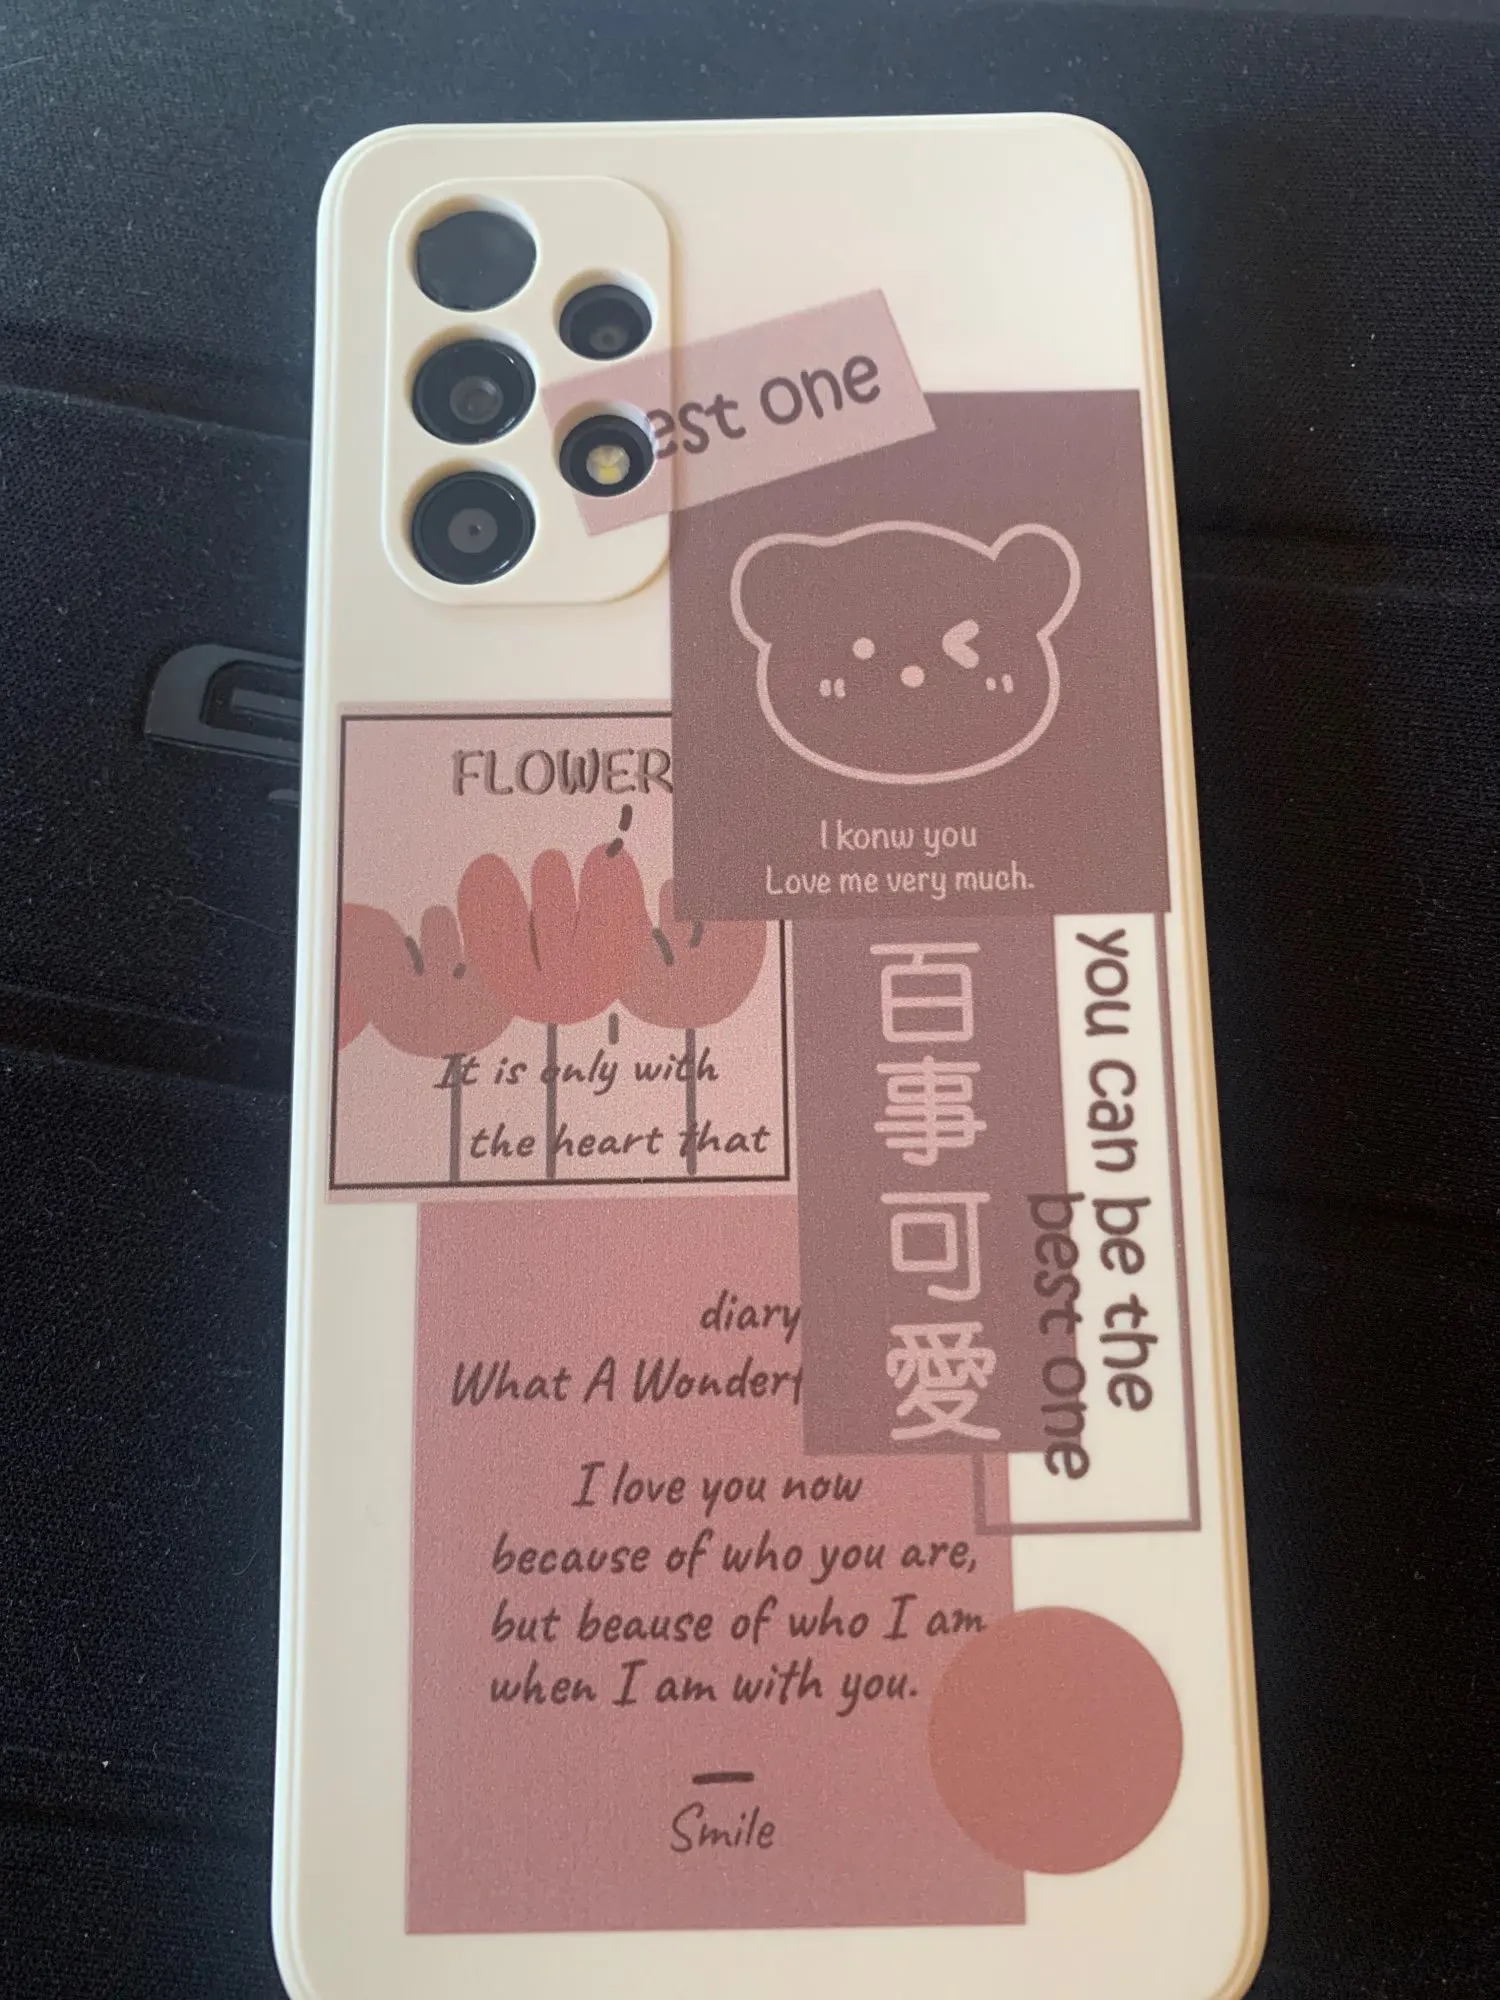 est one
I konw you
Love me very much.
FLOWER
It is only with
the heart that
百事可愛
you can be the
best one
diary
What A Wonderf
I love you now
because of who you are,
but beause of who I am
when I am with you.
Smile